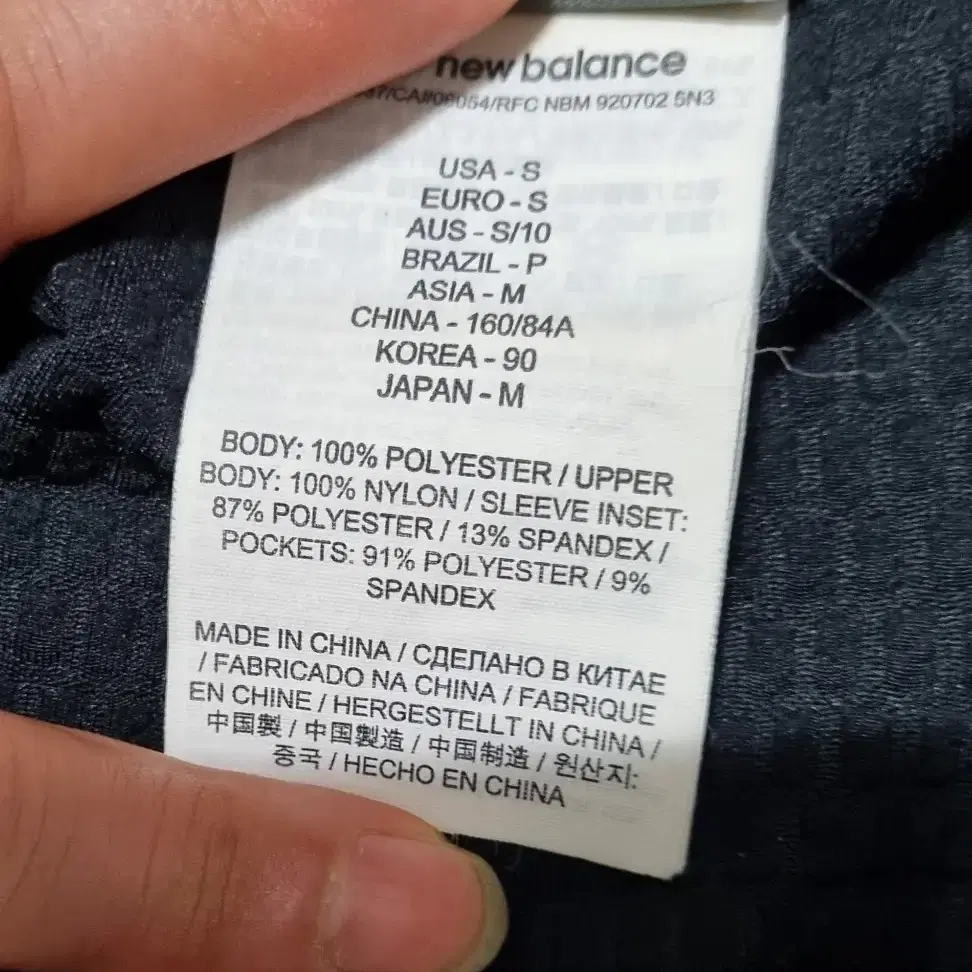 new balance
/CA#06054/RFC NBM 920702 5N3
USA - S
EURO - S
AUS - S/10
BRAZIL - P
ASIA - M
CHINA - 160/84A
KOREA - 90
JAPAN - M
BODY: 100% POLYESTER / UPPER
BODY: 100% NYLON / SLEEVE INSET:
87% POLYESTER / 13% SPANDEX /
POCKETS: 91% POLYESTER / 9%
SPANDEX
MADE IN CHINA / СДЕЛАНО В КИТАЕ
/ FABRICADO NA CHINA / FABRIQUE
EN CHINE / HERGESTELLT IN CHINA /
中国製 / 中国製造 / 中国制造 / 원산지:
중국 / HECHO EN CHINA